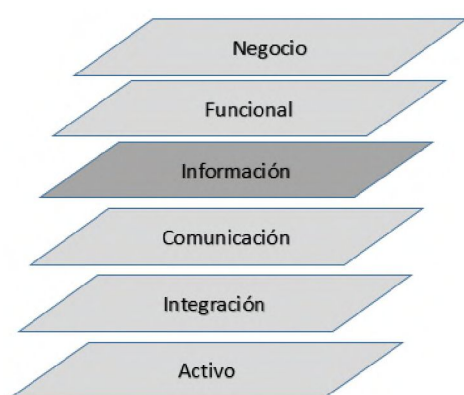 Negocio
Funcional
Información
Comunicación
Integración
Activo